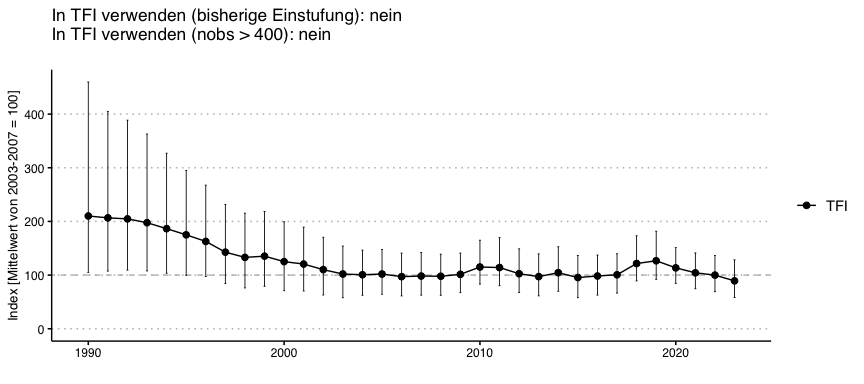 In TFI verwenden (bisherige Einstufung): nein
In TFI verwenden (nobs > 400): nein
Index [Mittelwert von 2003-2007 = 100]
400
300
200
100
0
1990
2000
2010
2020
TFI